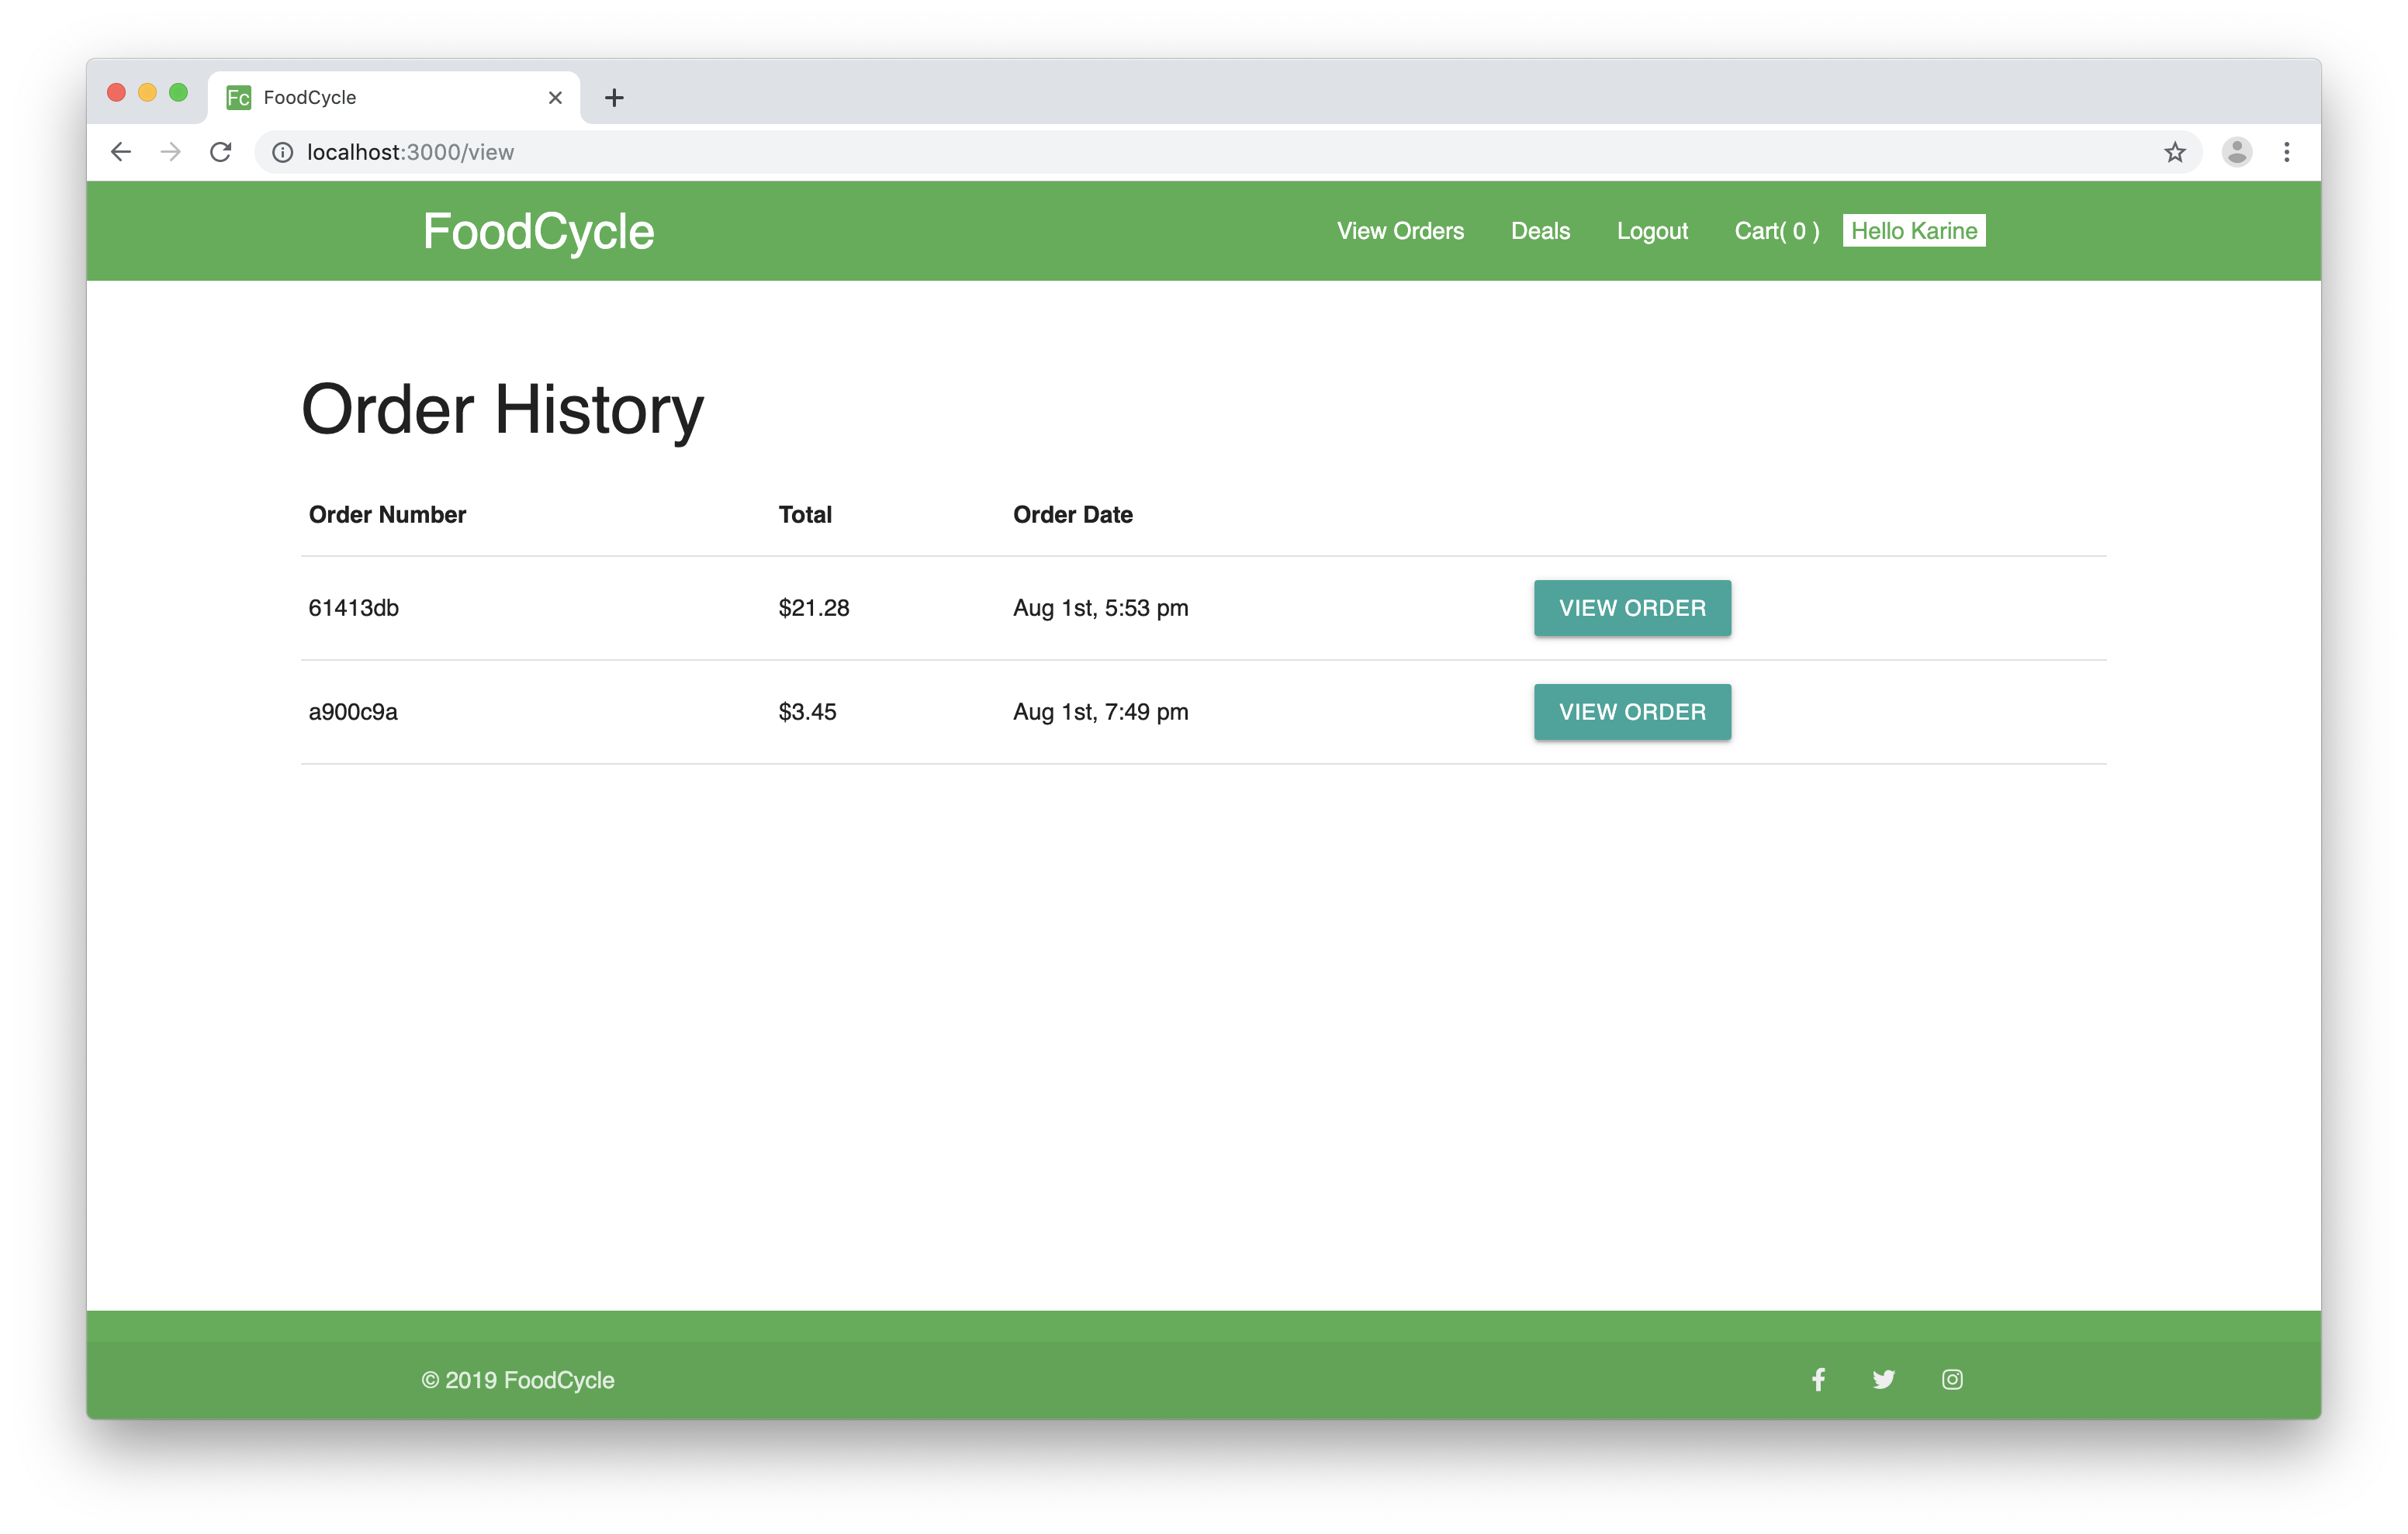 Fc FoodCycle
localhost:3000/view
FoodCycle View Orders Deals Logout Cart( 0 ) Hello Karine
Order History
Order Number Total Order Date
61413db $21.28 Aug 1st, 5:53 pm VIEW ORDER
a900c9a $3.45 Aug 1st, 7:49 pm VIEW ORDER
© 2019 FoodCycle